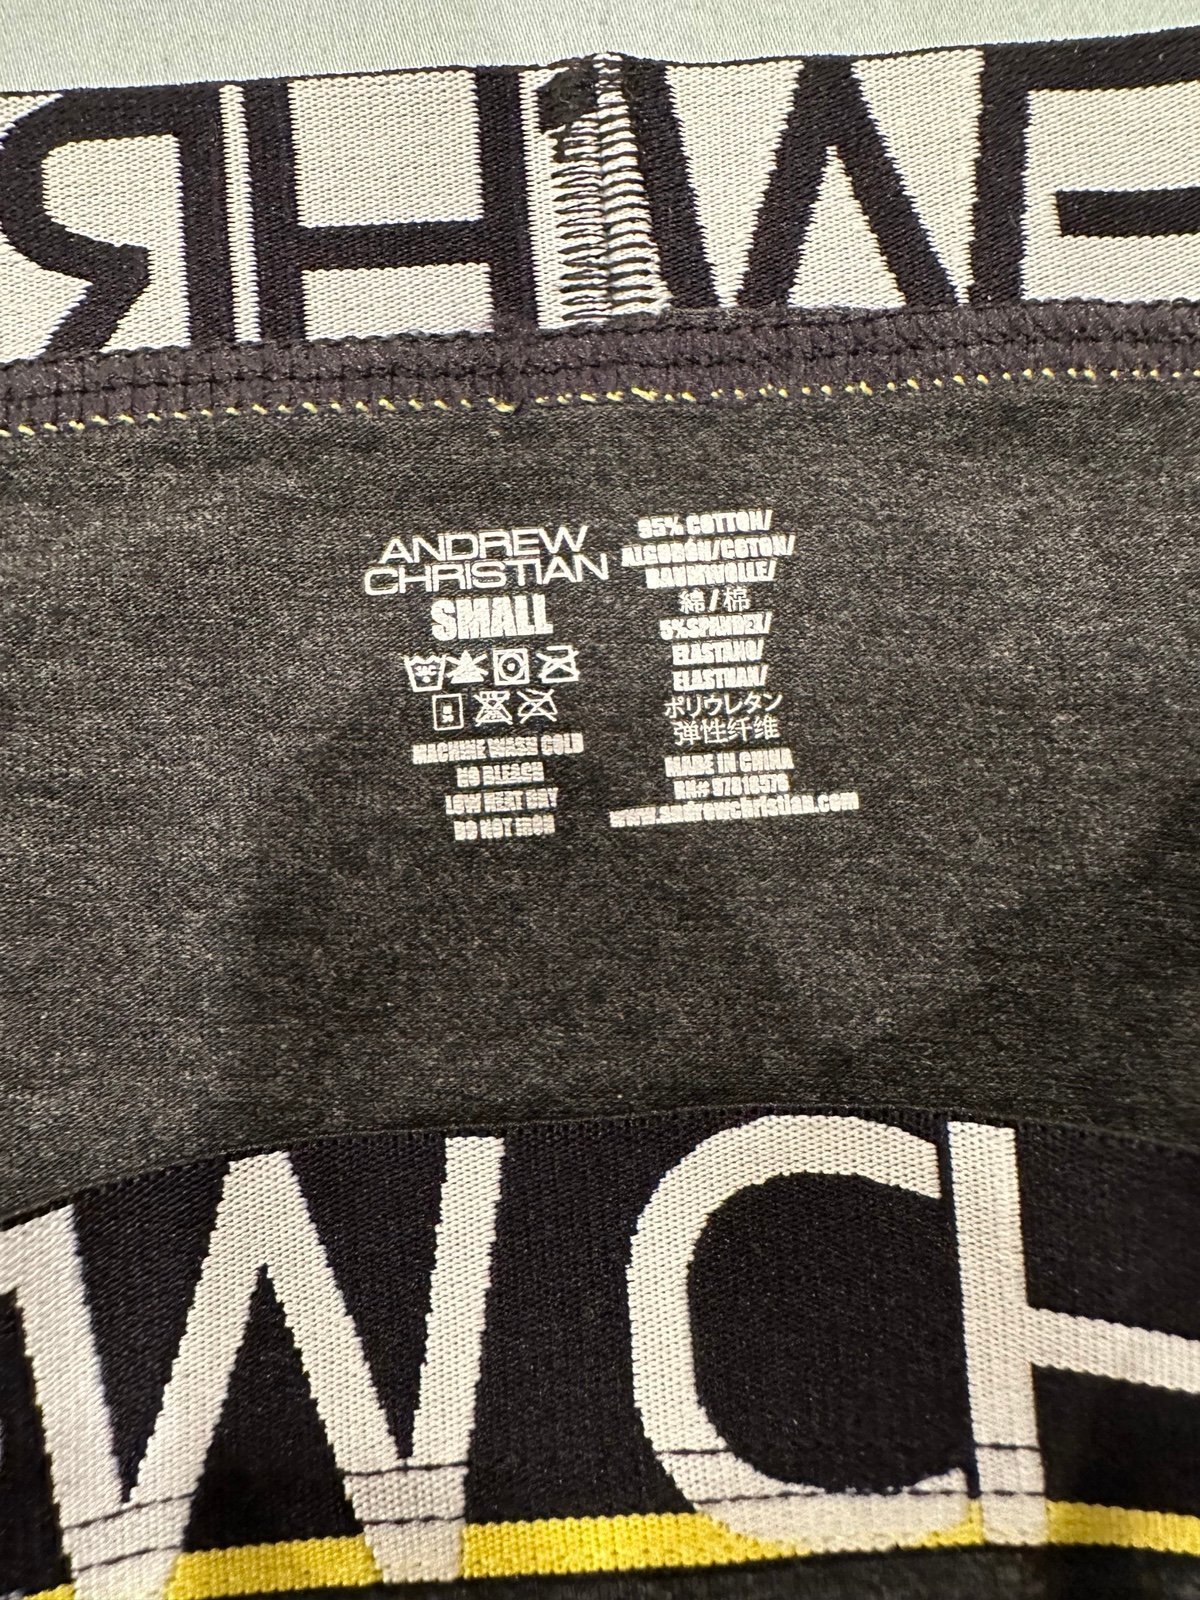 ANDREW
CHRISTIAN
SMALL
MACHINE WASH COLD
NO BLEACH
LOW HEAT DRY
DO NOT IRON
95% COTTON/
ALGODÓN/COTON/
BAUMWOLLE/
綿/棉
5% SPANDEX/
ELASTANO/
ELASTHAN/
ポリウレタン
弹性纤维
MADE IN CHINA
www.andrewchristian.com
W CH